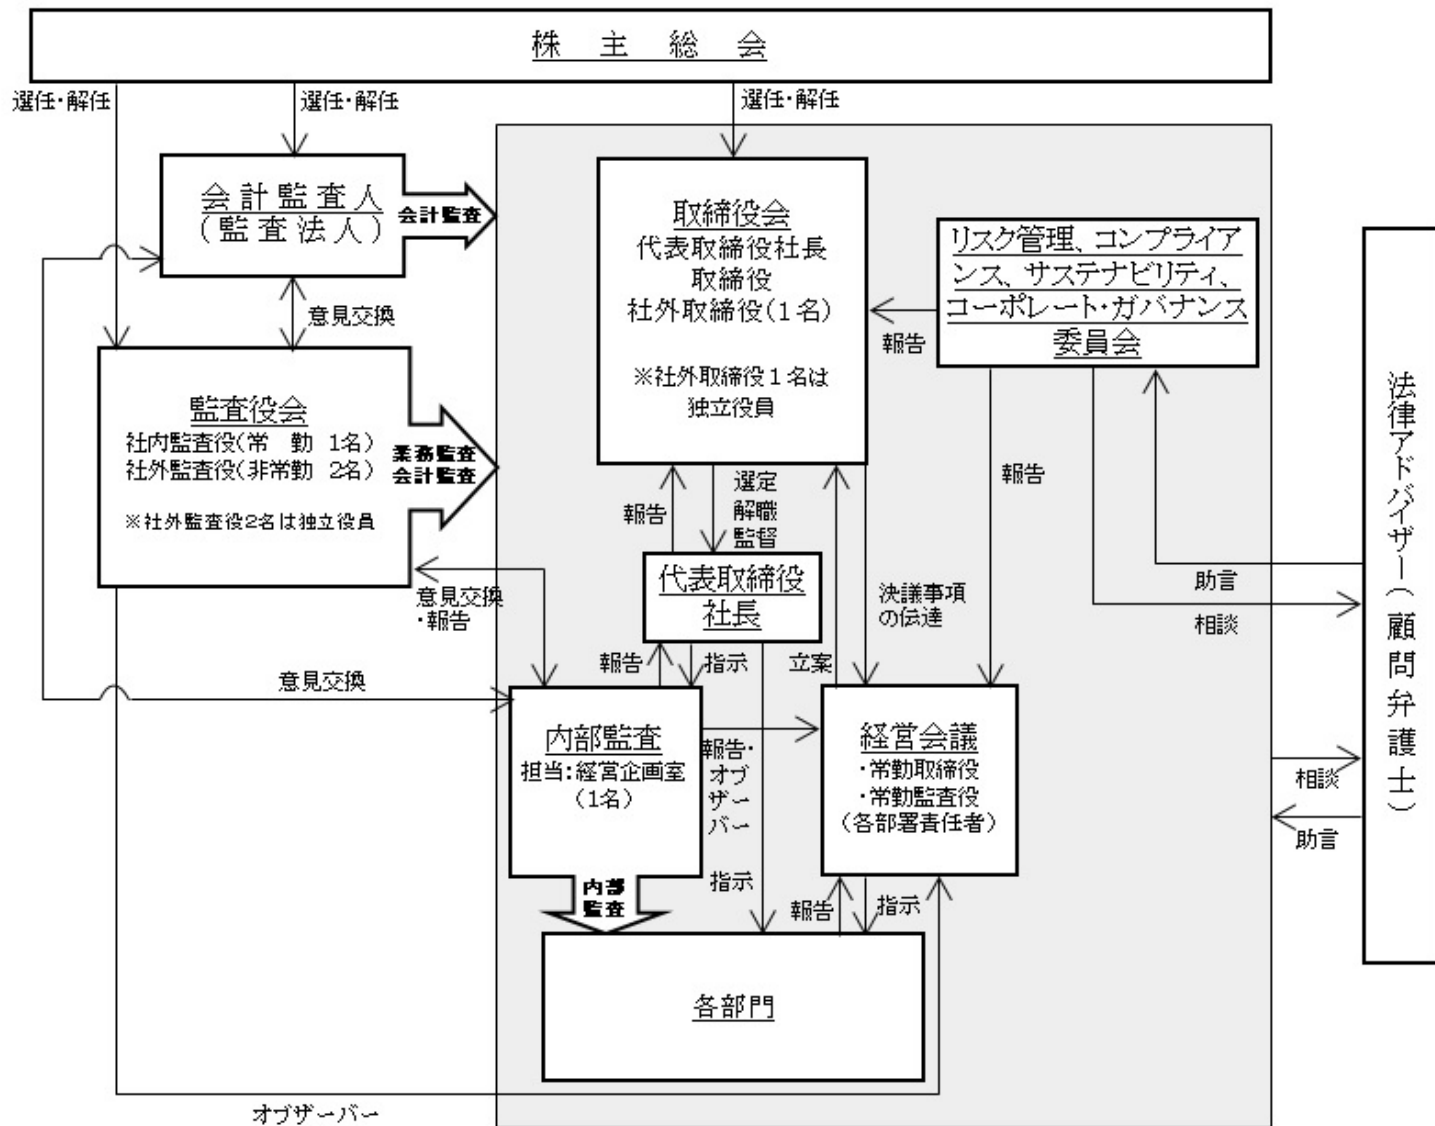 株主総会
選任・解任
選任・解任
選任・解任
会計監査人
(監査法人)
会計監査
意見交換
監査役会
社内監査役(常　勤 1名)
社外監査役(非常勤 2名)
※社外監査役2名は独立役員
業務監査
会計監査
取締役会
代表取締役社長
取締役
社外取締役(1名)
※社外取締役1名は
独立役員
リスク管理、コンプライア
ンス、サステナビリティ、
コーポレート・ガバナンス
委員会
報告
報告
報告
選定
解職
監督
代表取締役
社長
意見交換
・報告
決議事項
の伝達
助言
相談
法律アドバイザー(顧問弁護士)
報告
指示
立案
意見交換
内部監査
担当:経営企画室
(1名)
報告・
オブ
ザー
バー
経営会議
・常勤取締役
・常勤監査役
(各部署責任者)
相談
助言
内部
監査
指示
報告
指示
各部門
オブザーバー